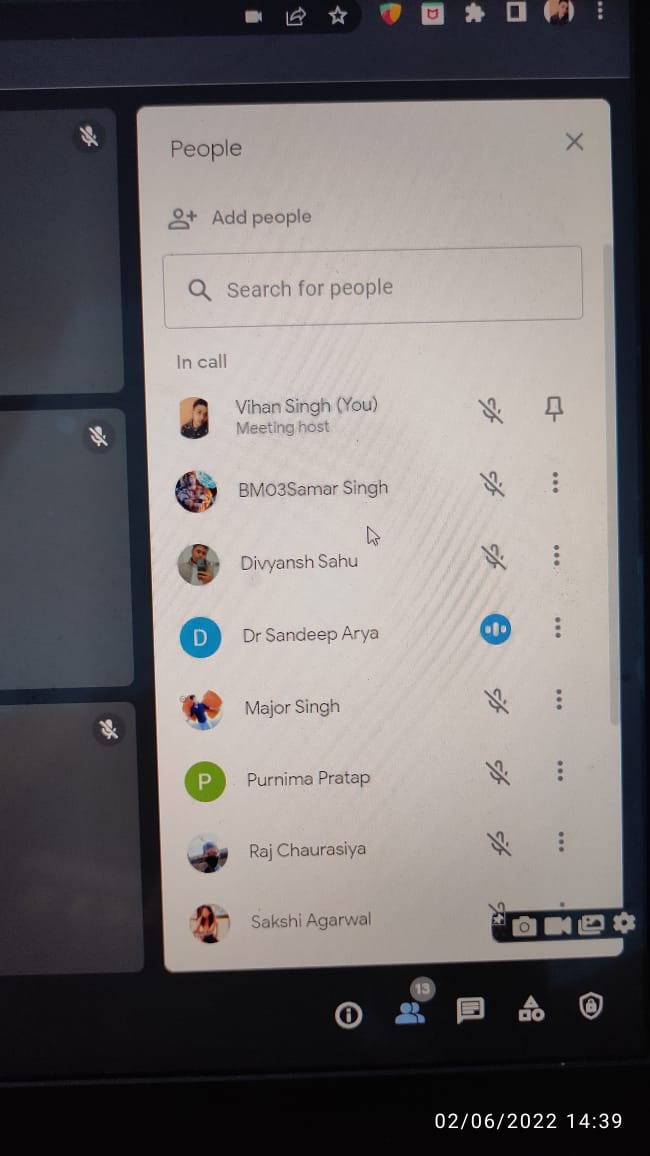 People
Add people
Search for people
In call
Vihan Singh (You)
Meeting host
BM03Samar Singh
Divyansh Sahu
D
Dr Sandeep Arya
Major Singh
P
Purnima Pratap
Raj Chaurasiya
Sakshi Agarwal
13
02/06/2022 14:39